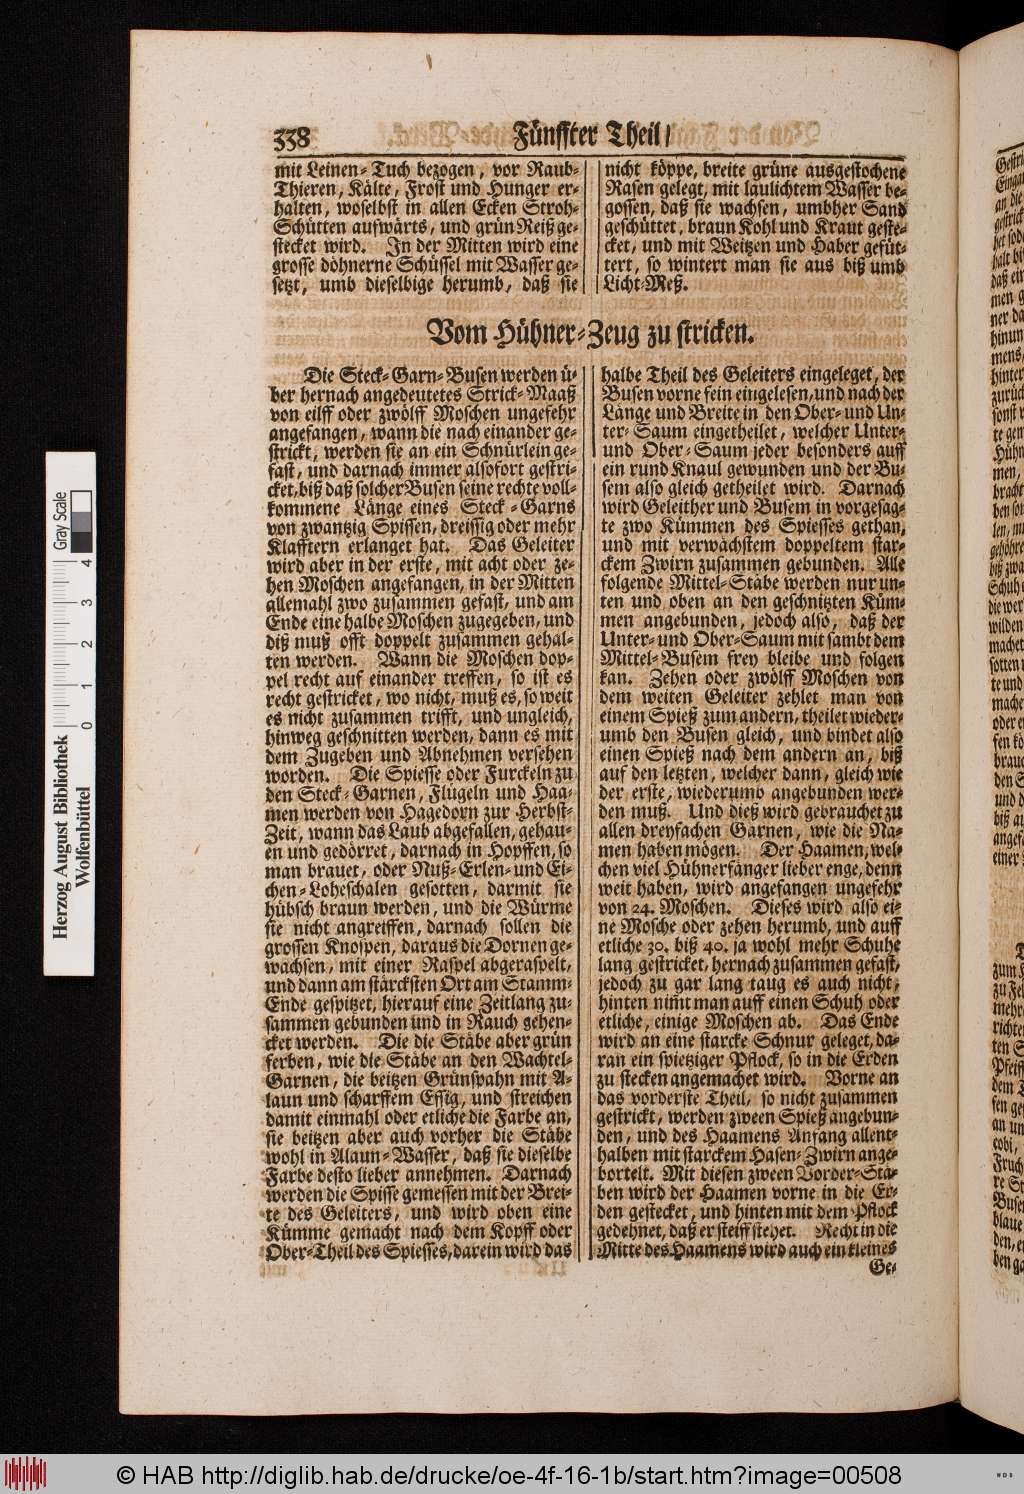 338
Fünffter Theil/
mit Leinen-Tuch bezogen, vor Raub-
Thieren, Kälte, Frost und Hunger er-
halten, woselbst in allen Ecken Stroh-
Schütten aufwärts, und grün Reiß ge-
stecket wird. In der Mitten wird eine
grosse döhnerne Schüssel mit Wasser ge-
setzt, umb dieselbige herumb, daß sie
nicht köppe, breite grüne ausgestochene
Rasen gelegt, mit laulichtem Wasser be-
gossen, daß sie wachsen, umbher Sand
geschüttet, braun Kohl und Kraut geste-
cket, und mit Weitzen und Haber gefüt-
tert, so wintert man sie aus biß umb
Licht-Meß.
Vom Hühner-Zeug zu stricken.
Die Steck-Garn-Busen werden ü-
ber hernach angedeutetes Strick-Maaß
von eilff oder zwölff Moschen ungefehr
angefangen, wann die nach einander ge-
strickt, werden sie an ein Schnürlein ge-
fast, und darnach immer alsofort gestri-
cket, biß daß solcher Busen seine rechte voll-
kommene Länge eines Steck-Garns
von zwantzig Spissen, dreissig oder mehr
Klafftern erlanget hat. Das Geleiter
wird aber in der erste, mit acht oder ze-
hen Moschen angefangen, in der Mitten
allemahl zwo zusammen gefast, und am
Ende eine halbe Moschen zugegeben, und
diß muß offt doppelt zusammen gehal-
ten werden. Wann die Moschen dop-
pel recht auf einander treffen, so ist es
recht gestricket, wo nicht, muß es, so weit
es nicht zusammen trifft, und ungleich,
hinweg geschnitten werden, dann es mit
dem Zugeben und Abnehmen versehen
worden. Die Spiesse oder Furckeln zu
den Steck-Garnen, Flügeln und Haa-
men werden von Hagedorn zur Herbst-
Zeit, wann das Laub abgefallen, gehau-
en und gedörret, darnach in Hopffen, so
man brauet, oder Nuß-Erlen-und Ei-
chen-Loheschalen gesotten, darmit sie
hübsch braun werden, und die Würme
sie nicht angreiffen, darnach sollen die
grossen Knospen, daraus die Dornen ge-
wachsen, mit einer Raspel abgeraspelt,
und dann am stärcksten Ort am Stamm-
Ende gespitzet, hierauf eine Zeitlang zu-
sammen gebunden und in Rauch gehen-
cket werden. Die die Stäbe aber grün
ferben, wie die Stäbe an den Wachtel-
Garnen, die beitzen Grünspahn mit A-
laun und scharffem Essig, und streichen
damit einmahl oder etliche die Farbe an,
sie beitzen aber auch vorher die Stäbe
wohl in Alaun-Wasser, daß sie dieselbe
Farbe desto lieber annehmen. Darnach
werden die Spisse gemessen mit der Brei-
te des Geleiters, und wird oben eine
Kümme gemacht nach dem Kopff oder
Ober-Theil des Spiesses, darein wird das
halbe Theil des Geleiters eingeleget, der
Busen vorne fein eingelesen, und nach der
Länge und Breite in den Ober-und Un-
ter-Saum eingetheilet, welcher Unter-
und Ober-Saum jeder besonders auff
ein rund Knaul gewunden und der Bu-
sem also gleich getheilet wird. Darnach
wird Geleither und Busem in vorgesag-
te zwo Kümmen des Spiesses gethan,
und mit verwächstem doppeltem star-
ckem Zwirn zusammen gebunden. Alle
folgende Mittel-Stäbe werden nur un-
ten und oben an den geschnitzten Küm-
men angebunden, jedoch also, daß der
Unter-und Ober-Saum mit sambt dem
Mittel-Busem frey bleibe und folgen
kan. Zehen oder zwölff Moschen von
dem weiten Geleiter zehlet man von
einem Spieß zum andern, theilet wieder-
umb den Busen gleich, und bindet also
einen Spieß nach dem andern an, biß
auf den letzten, welcher dann, gleich wie
der erste, wiederumb angebunden wer-
den muß. Und dieß wird gebrauchet zu
allen dreyfachen Garnen, wie die Na-
men haben mögen. Der Haamen, wel-
chen viel Hühnerfänger lieber enge, denn
weit haben, wird angefangen ungefehr
von 24. Moschen. Dieses wird also ei-
ne Mosche oder zehen herumb, und auff
etliche 30. biß 40. ja wohl mehr Schuhe
lang gestricket, hernach zusammen gefast,
jedoch zu gar lang taug es auch nicht,
hinten nim̃t man auff einen Schuh oder
etliche, einige Moschen ab. Das Ende
wird an eine starcke Schnur geleget, da-
ran ein spietziger Pflock, so in die Erden
zu stecken angemachet wird. Vorne an
das vorderste Theil, so nicht zusammen
gestrickt, werden zween Spieß angebun-
den, und des Haamens Anfang allent-
halben mit starckem Hasen-Zwirn ange-
bortelt. Mit diesen zween Vorder-Stä-
ben wird der Haamen vorne in die Er-
den gestecket, und hinten mit dem Pflock
gedehnet, daß er steiff stehet. Recht in die
Mitte des Haamens wird auch ein kleines
Ge-
Herzog August Bibliothek
Wolfenbüttel
0 1 2 3 4
Gray Scale
© HAB http://diglib.hab.de/drucke/oe-4f-16-1b/start.htm?image=00508